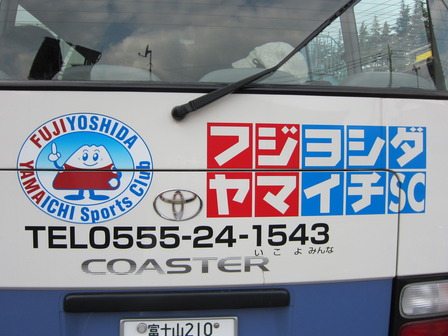 FUJIYOSHIDA
YAMAICHI Sports Club
フジヨシダ
ヤマイチSC
TEL0555-24-1543
いこよみんな
COASTER
富士山210